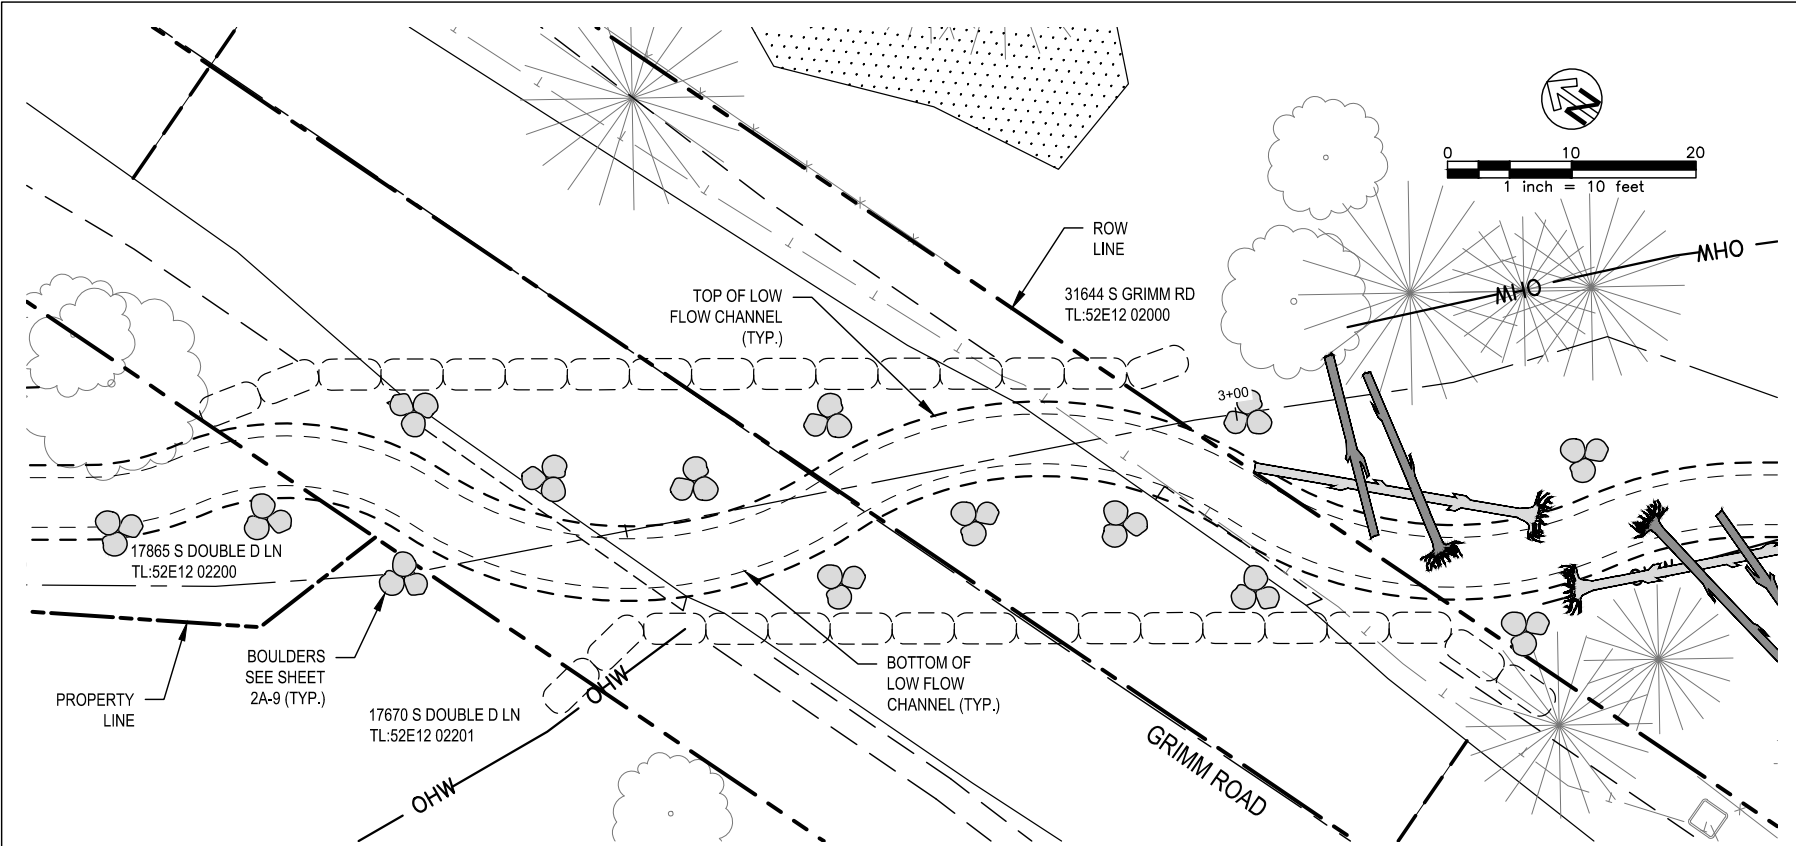 N
0 10 20
1 inch = 10 feet
ROW
LINE
OHW
OHW
TOP OF LOW
FLOW CHANNEL
(TYP.)
31644 S GRIMM RD
TL:52E12 02000
3+00
17865 S DOUBLE D LN
TL:52E12 02200
BOULDERS
SEE SHEET
2A-9 (TYP.)
PROPERTY
LINE
BOTTOM OF
LOW FLOW
CHANNEL (TYP.)
OHW
17670 S DOUBLE D LN
TL:52E12 02201
OHW
GRIMM ROAD